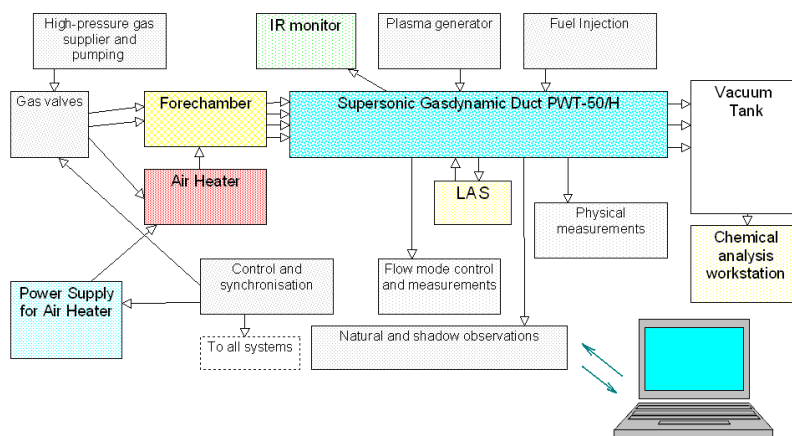 High-pressure gas
supplier and
pumping
IR monitor
Plasma generator
Fuel Injection
Gas valves
Forechamber
Supersonic Gasdynamic Duct PWT-50/H
Vacuum
Tank
Air Heater
LAS
Physical
measurements
Chemical
analysis
workstation
Power Supply
for Air Heater
Control and
synchronisation
Flow mode control
and measurements
To all systems
Natural and shadow observations